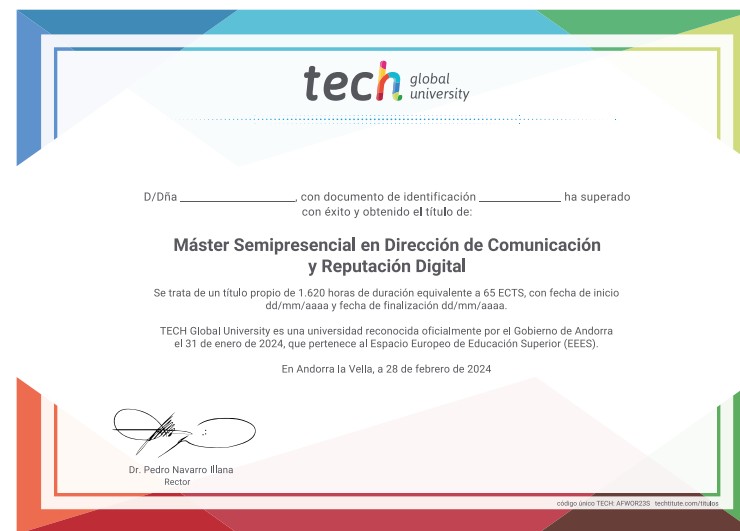 tech global
university
D/Dña ____________________, con documento de identificación ______________ ha superado
con éxito y obtenido el título de:
Máster Semipresencial en Dirección de Comunicación
y Reputación Digital
Se trata de un título propio de 1.620 horas de duración equivalente a 65 ECTS, con fecha de inicio
dd/mm/aaaa y fecha de finalización dd/mm/aaaa.
TECH Global University es una universidad reconocida oficialmente por el Gobierno de Andorra
el 31 de enero de 2024, que pertenece al Espacio Europeo de Educación Superior (EEES).
En Andorra la Vella, a 28 de febrero de 2024
Dr. Pedro Navarro Illana
Rector
código único TECH: AFWOR23S techtitute.com/titulos